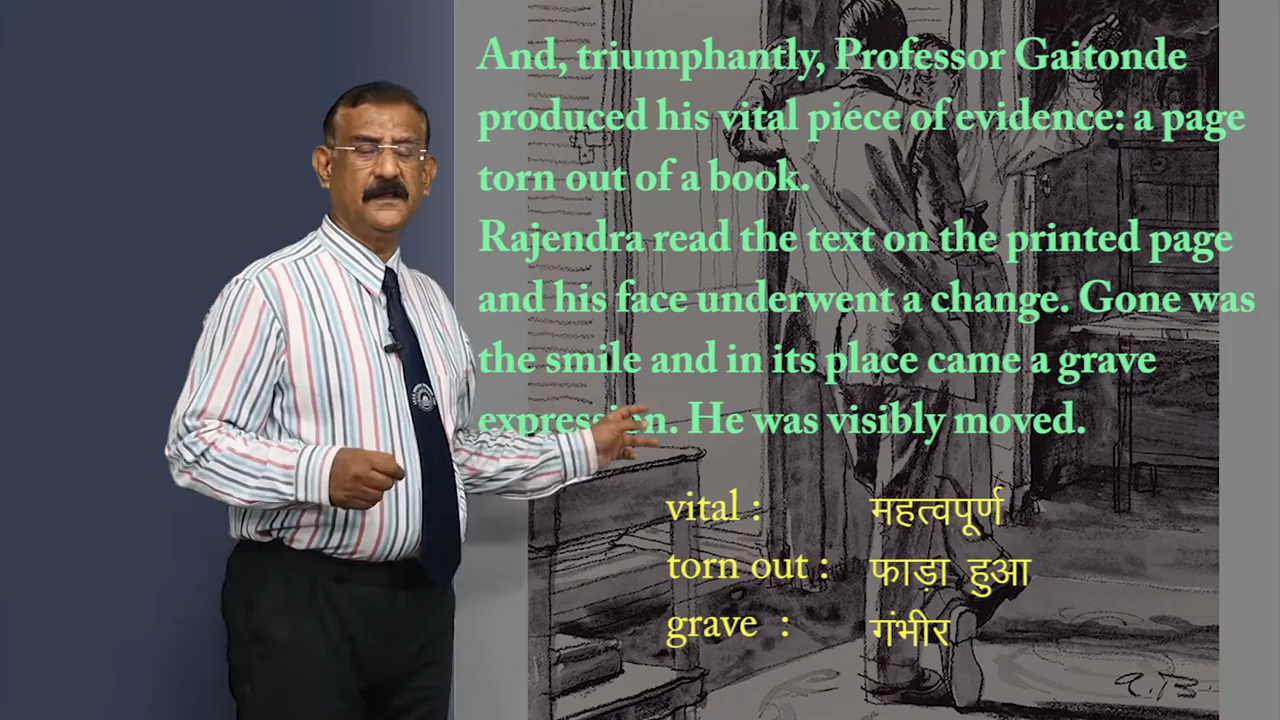 And, triumphantly, Professor Gaitonde
produced his vital piece of evidence: a page
torn out of a book.
Rajendra read the text on the printed page
and his face underwent a change. Gone was
the smile and in its place came a grave
expression. He was visibly moved.
vital : महत्वपूर्ण
torn out : फाड़ा हुआ
grave : गंभीर